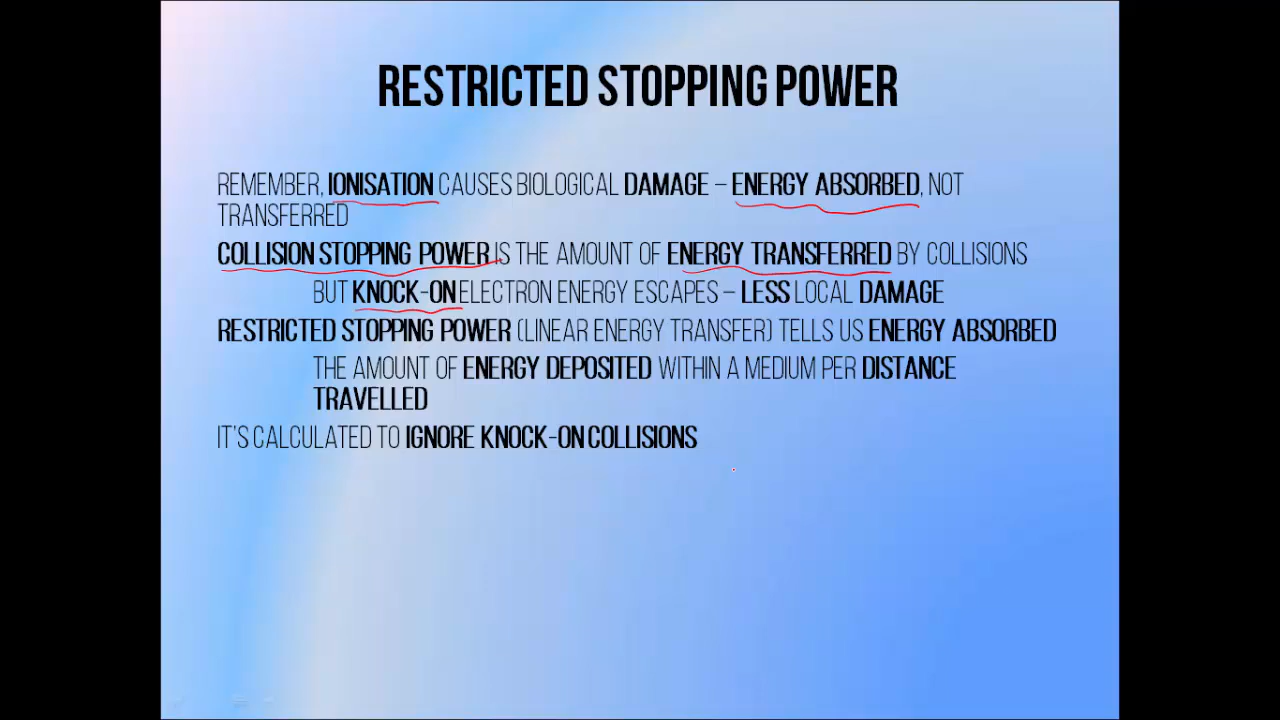 RESTRICTED STOPPING POWER
REMEMBER, IONISATION CAUSES BIOLOGICAL DAMAGE – ENERGY ABSORBED, NOT
TRANSFERRED
COLLISION STOPPING POWER IS THE AMOUNT OF ENERGY TRANSFERRED BY COLLISIONS
BUT KNOCK-ON ELECTRON ENERGY ESCAPES – LESS LOCAL DAMAGE
RESTRICTED STOPPING POWER (LINEAR ENERGY TRANSFER) TELLS US ENERGY ABSORBED
THE AMOUNT OF ENERGY DEPOSITED WITHIN A MEDIUM PER DISTANCE
TRAVELLED
IT'S CALCULATED TO IGNORE KNOCK-ON COLLISIONS